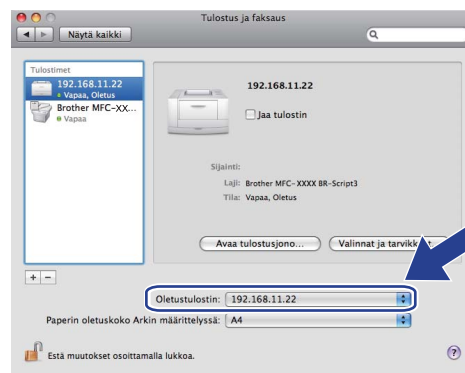 Tulostus ja faksaus
Näytä kaikki
Tulostimet
192.168.11.22
Vapaa, Oletus
Brother MFC-XX...
Vapaa
192.168.11.22
Jaa tulostin
Sijainti:
Laji: Brother MFC-XXXX BR-Script3
Tila: Vapaa, Oletus
Avaa tulostusjono...
Valinnat ja
+ −
Oletustulostin: 192.168.11.22
Paperin oletuskoko Arkin määrittelyssä: A4
Estä muutokset osoittamalla lukkoa.
?